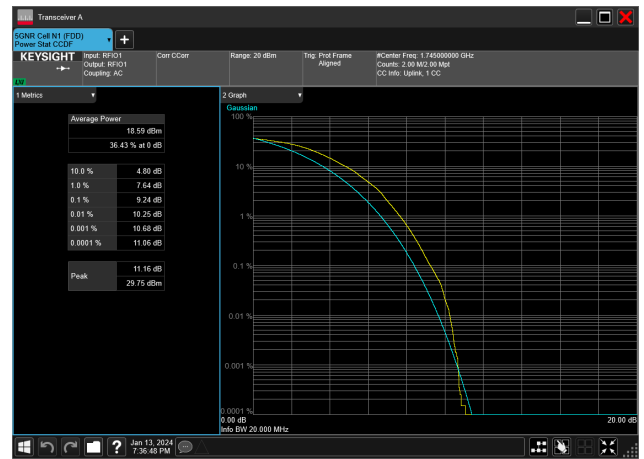 Transceiver A
5GNR Cell N1 (FDD)
Power Stat CCDF
KEYSIGHT
Input: RFIO1
Output: RFIO1
Coupling: AC
Corr CCorr
Range: 20 dBm
Trig: Prot Frame
Aligned
#Center Freq: 1.745000000 GHz
Counts: 2.00 M/2.00 Mpt
CC Info: Uplink, 1 CC
LXI
1 Metrics
Average Power
18.59 dBm
36.43 % at 0 dB
10.0 % 4.80 dB
1.0 % 7.64 dB
0.1 % 9.24 dB
0.01 % 10.25 dB
0.001 % 10.68 dB
0.0001 % 11.06 dB
Peak
11.16 dB
29.75 dBm
2 Graph
Gaussian
100 %
10 %
1 %
0.1 %
0.01 %
0.001 %
0.0001 %
0.00 dB
20.00 dB
Info BW 20.000 MHz
Jan 13, 2024
7:36:48 PM